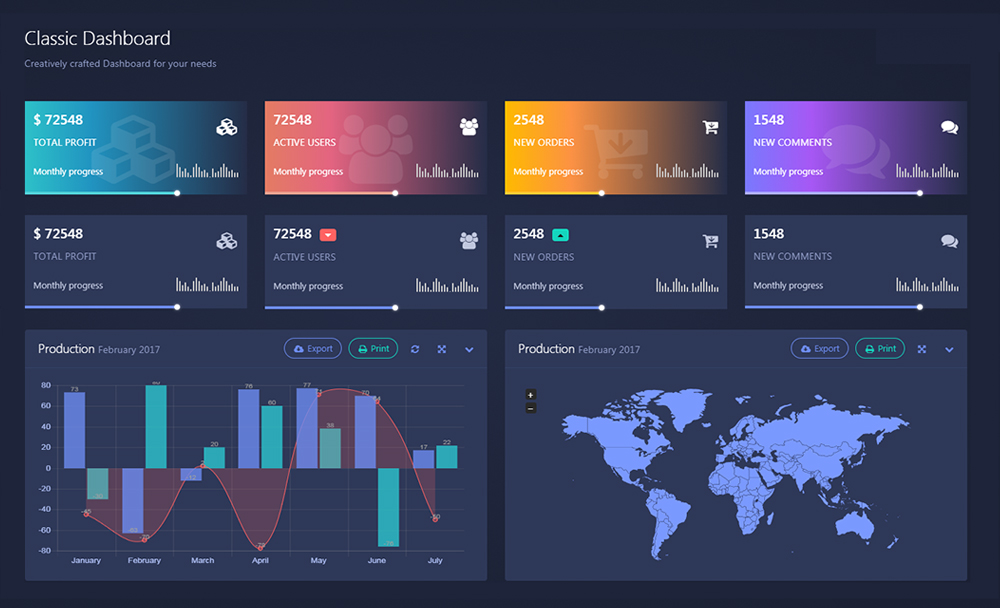 Classic Dashboard
Creatively crafted Dashboard for your needs
$ 72548
TOTAL PROFIT
Monthly progress
72548
ACTIVE USERS
Monthly progress
2548
NEW ORDERS
Monthly progress
1548
NEW COMMENTS
Monthly progress
$ 72548
TOTAL PROFIT
Monthly progress
72548
ACTIVE USERS
Monthly progress
2548
NEW ORDERS
Monthly progress
1548
NEW COMMENTS
Monthly progress
Production February 2017
Export
Print
80
60
40
20
0
-20
-40
-60
-80
73
80
20
76
60
77
38
70
17
22
-70
-50
January February March April May June July
Production February 2017
Export
Print
+
−